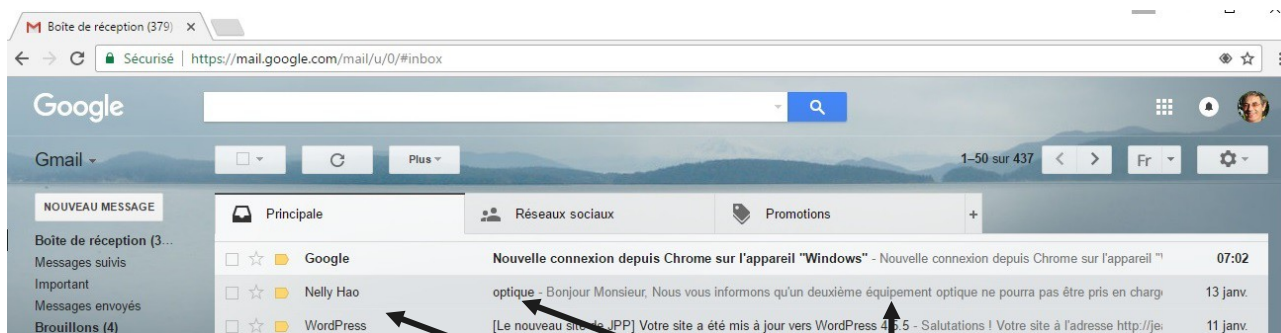 Boîte de réception (379)
Sécurisé | https://mail.google.com/mail/u/0/#inbox
Google
Gmail
Plus
1–50 sur 437
Fr
NOUVEAU MESSAGE
Principale
Réseaux sociaux
Promotions
+
Boîte de réception (3...
Messages suivis
Important
Messages envoyés
Brouillons (4)
Google Nouvelle connexion depuis Chrome sur l'appareil "Windows" - Nouvelle connexion depuis Chrome sur l'appareil "\ 07:02
Nelly Hao optique - Bonjour Monsieur, Nous vous informons qu'un deuxième équipement optique ne pourra pas être pris en charg 13 janv.
WordPress [Le nouveau site de JPP] Votre site a été mis à jour vers WordPress 4.5.5 - Salutations ! Votre site à l'adresse http://je 11 janv.